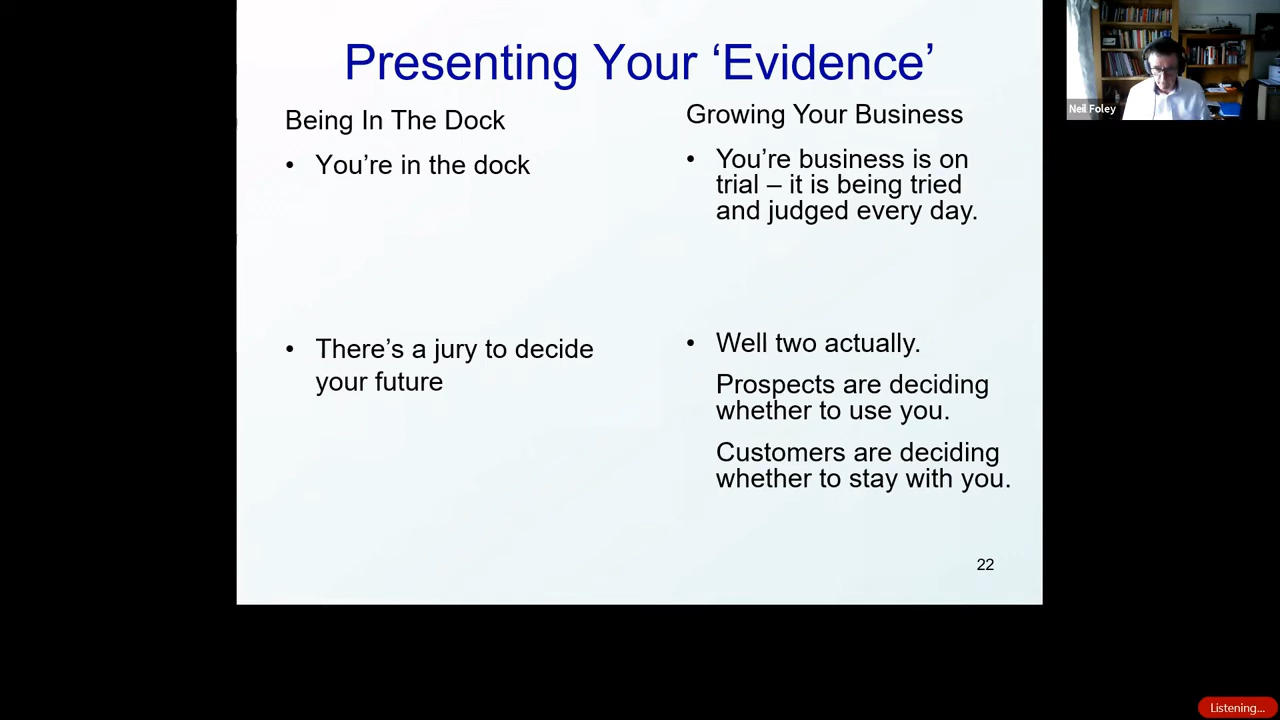 Presenting Your ‘Evidence’
Being In The Dock
• You’re in the dock
• There’s a jury to decide
your future
Growing Your Business
• You’re business is on
trial – it is being tried
and judged every day.
• Well two actually.
Prospects are deciding
whether to use you.
Customers are deciding
whether to stay with you.
22
Neil Foley
Listening...